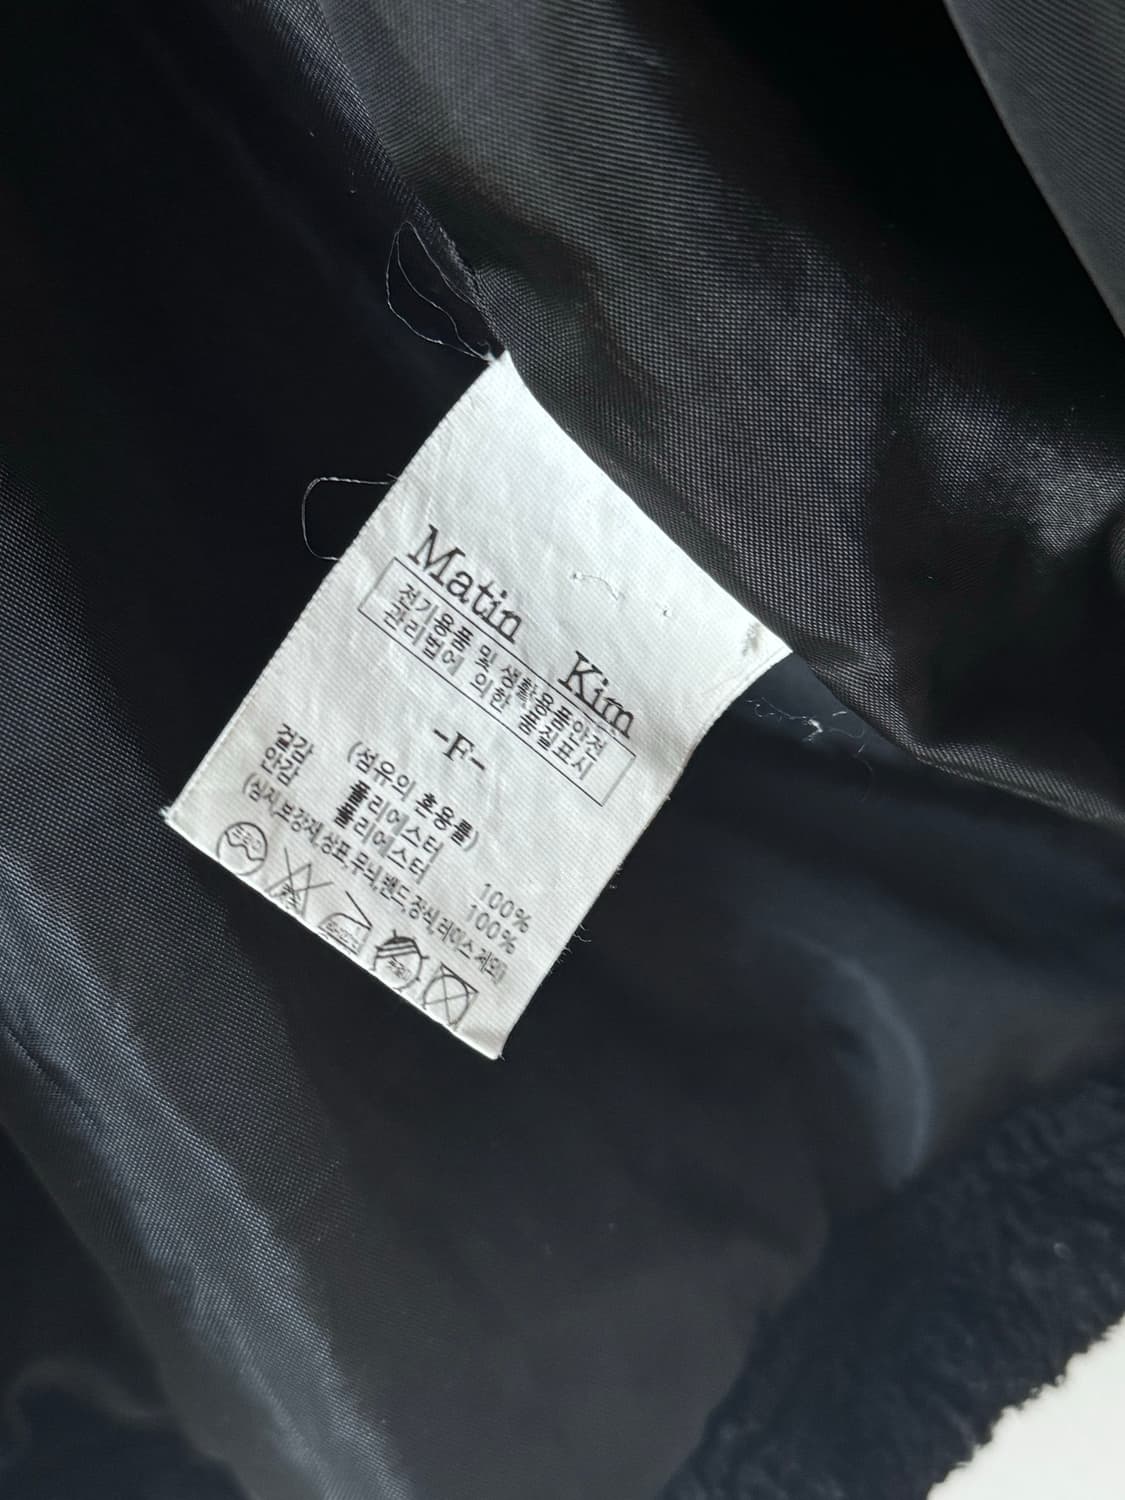 Matin Kim
전기용품 및 생활용품안전
관리법에 의한 품질표시
-F-
(섬유의 혼용률)
겉감 폴리에스터 100%
안감 폴리에스터 100%
(심지,보강재,상표,무늬,밴드,장식,레이스 제외)